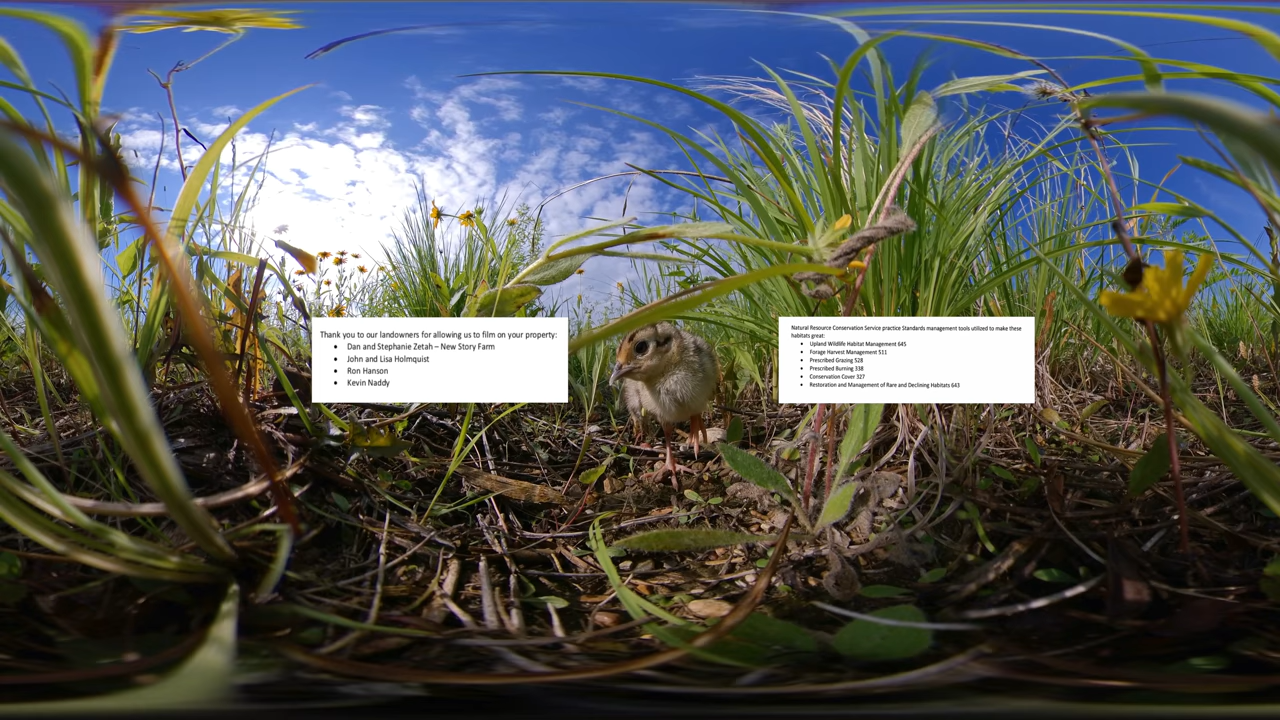 Thank you to our landowners for allowing us to film on your property:
• Dan and Stephanie Zetah – New Story Farm
• John and Lisa Holmquist
• Ron Hanson
• Kevin Naddy
Natural Resource Conservation Service practice Standards management tools utilized to make these
habitats great:
• Upland Wildlife Habitat Management 645
• Forage Harvest Management 511
• Prescribed Grazing 528
• Prescribed Burning 338
• Conservation Cover 327
• Restoration and Management of Rare and Declining Habitats 643